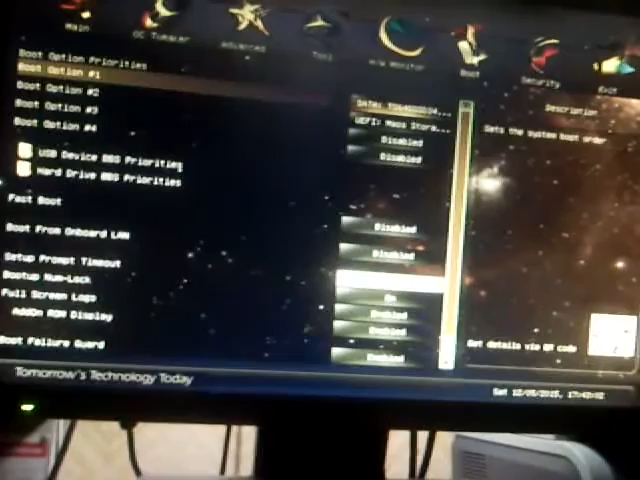 Main
OC Tweaker
Advanced
Tool
H/W Monitor
Boot
Security
Exit
Boot Option Priorities
Boot Option #1
Boot Option #2
UEFI: Mass Stora...
Boot Option #3
Disabled
Boot Option #4
Disabled
USB Device BBS Priorities
Hard Drive BBS Priorities
Fast Boot
Disabled
Boot From Onboard LAN
Disabled
Setup Prompt Timeout
Bootup Num-Lock
On
Full Screen Logo
Enabled
AddOn ROM Display
Enabled
Boot Failure Guard
Enabled
Description
Sets the system boot order
Get details via QR code
Tomorrow's Technology Today
Sat 12/05/2015,